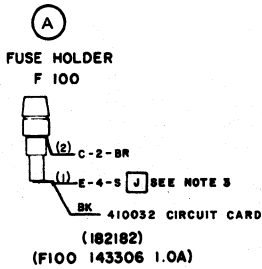 A
FUSE HOLDER
F 100
(2) C-2-BR
(1) E-4-S J SEE NOTE 3
BK 410032 CIRCUIT CARD
(182182)
(F100 143306 1.0A)